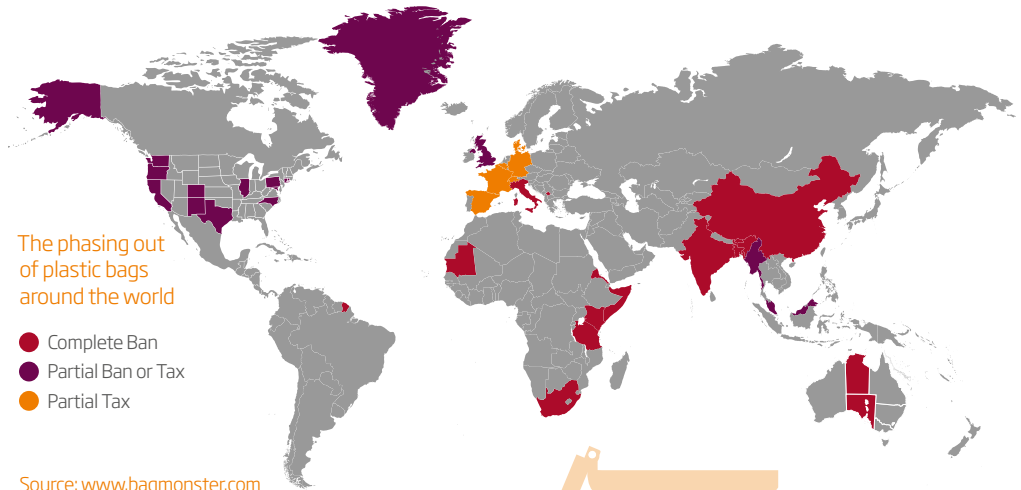 The phasing out
of plastic bags
around the world
Complete Ban
Partial Ban or Tax
Partial Tax
Source: www.bagmonster.com